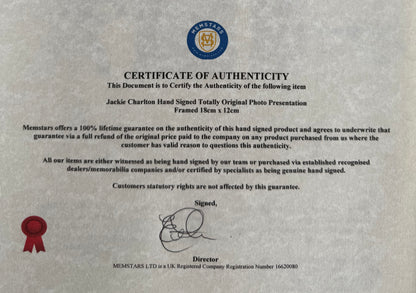 MEMSTARS
CERTIFICATE OF AUTHENTICITY
This Document is to Certify the Authenticity of the following item
Jackie Charlton Hand Signed Totally Original Photo Presentation
Framed 18cm x 12cm
Memstars offers a 100% lifetime guarantee on the authenticity of this hand signed product and agrees to underwrite that
guarantee via a full refund of the original price paid to the company on any product purchased from us where the
customer has valid reason to questions this authenticity.
All our items are either witnessed as being hand signed by our team or purchased via established recognised
dealers/memorabilia companies and/or certified by specialists as being genuine hand signed.
Customers statutory rights are not affected by this guarantee.
Signed,
Director
MEMSTARS LTD is a UK Registered Company Registration Number 16620080